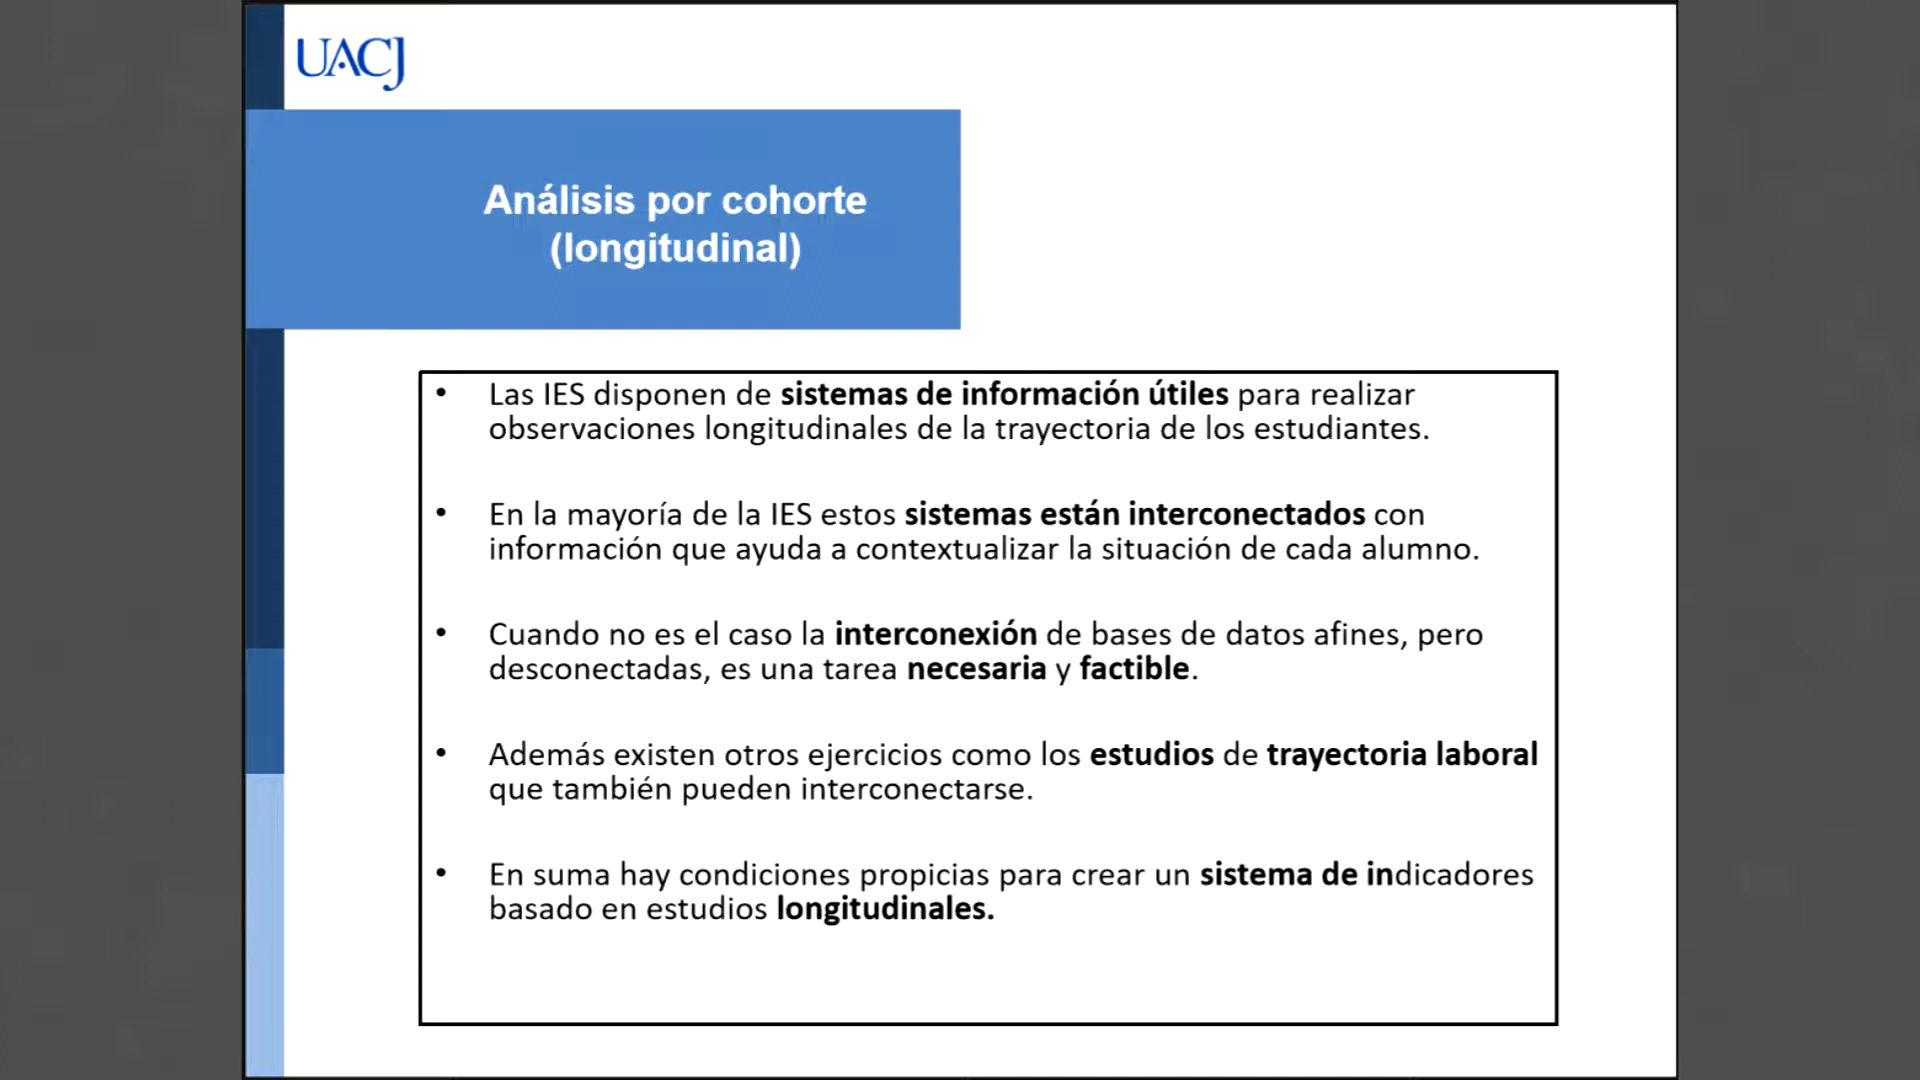 UACJ
Análisis por cohorte
(longitudinal)
• Las IES disponen de sistemas de información útiles para realizar
observaciones longitudinales de la trayectoria de los estudiantes.
• En la mayoría de la IES estos sistemas están interconectados con
información que ayuda a contextualizar la situación de cada alumno.
• Cuando no es el caso la interconexión de bases de datos afines, pero
desconectadas, es una tarea necesaria y factible.
• Además existen otros ejercicios como los estudios de trayectoria laboral
que también pueden interconectarse.
• En suma hay condiciones propicias para crear un sistema de indicadores
basado en estudios longitudinales.